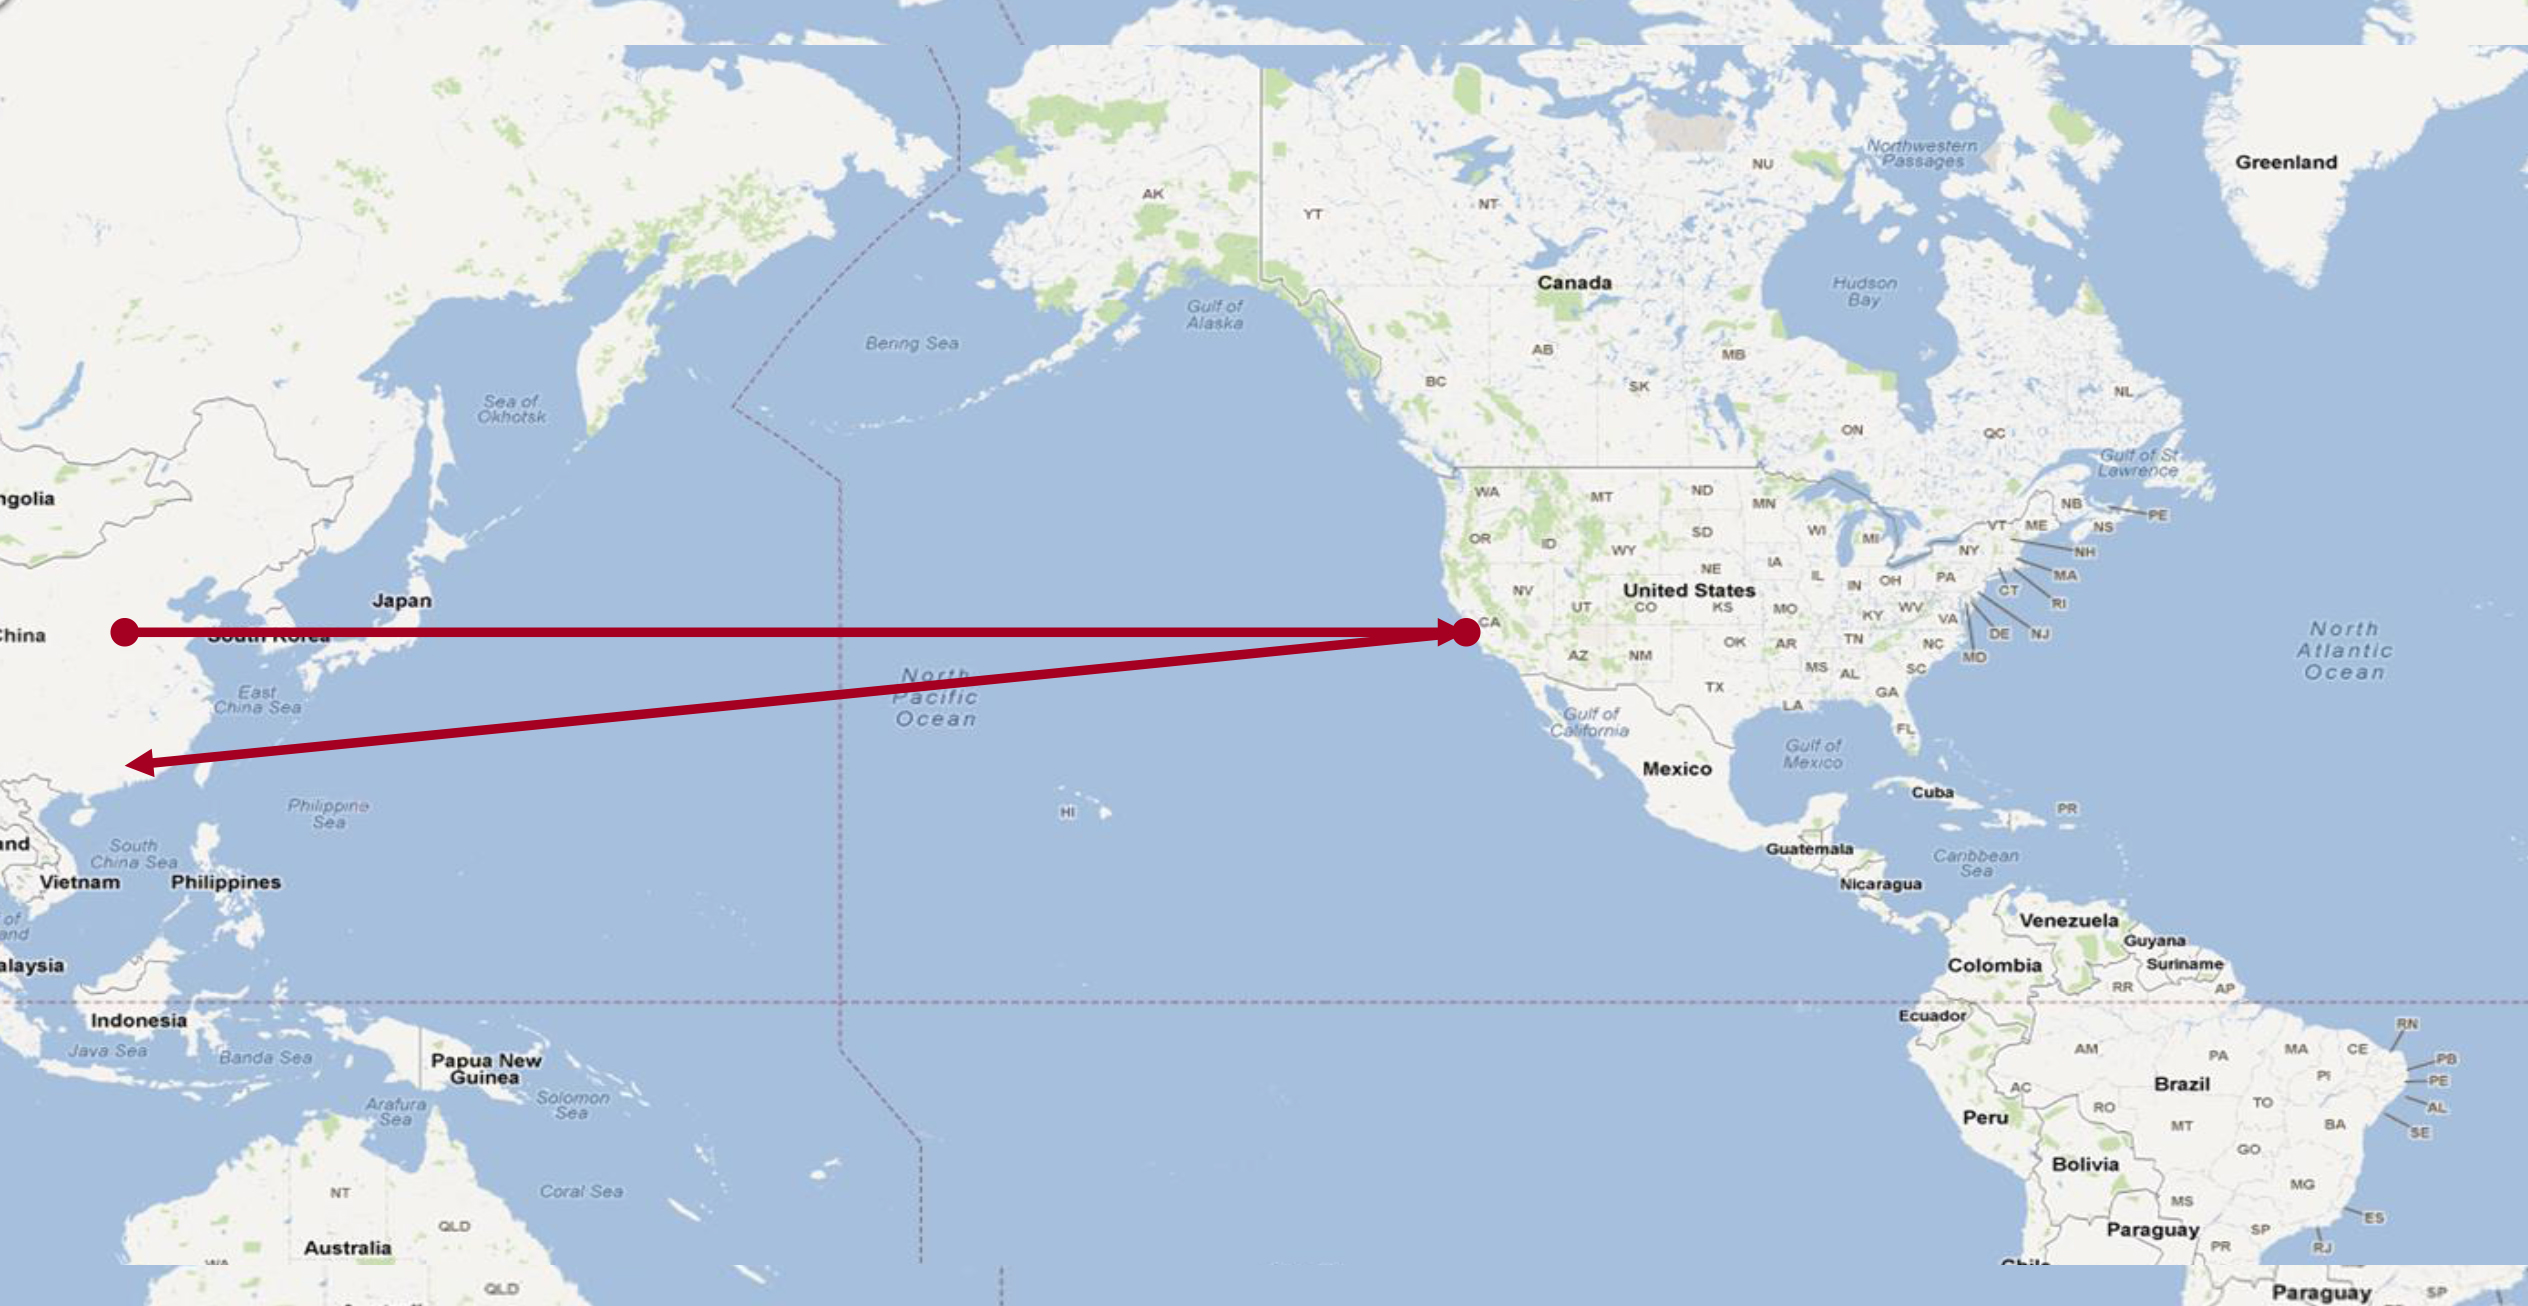 Greenland
Northwestern
Passages
NU
AK
NT
YT
Canada
Hudson
Bay
Gulf of
Alaska
Bering Sea
AB
MB
BC
SK
NL
Sea of
Okhotsk
ON
QC
Gulf of St
Lawrence
ngolia
WA
MT
ND
MN
NB
PE
NS
VT
ME
WI
MI
SD
OR
ID
WY
NY
NH
NE
IA
IL
IN
OH
PA
MA
CT
RI
NV
United States
UT
CO
KS
MO
KY
WV
VA
Japan
CA
DE
NJ
China
South Korea
OK
AR
TN
NC
MD
North
Atlantic
Ocean
AZ
NM
MS
AL
SC
TX
GA
LA
FL
East
China Sea
North
Pacific
Ocean
Gulf of
California
Gulf of
Mexico
Mexico
Cuba
PR
HI
Philippine
Sea
South
China Sea
and
Vietnam
Philippines
Guatemala
Caribbean
Sea
Nicaragua
of
and
Venezuela
Guyana
alaysia
Colombia
Suriname
RR
AP
Indonesia
Ecuador
RN
Java Sea
Banda Sea
Papua New
Guinea
AM
PA
MA
CE
PB
PI
PE
Brazil
AC
Arafura
Sea
Solomon
Sea
RO
TO
AL
Peru
MT
BA
SE
GO
Bolivia
NT
Coral Sea
MG
MS
QLD
ES
Paraguay
SP
Australia
PR
RJ
WA
Chile
QLD
Paraguay
SP